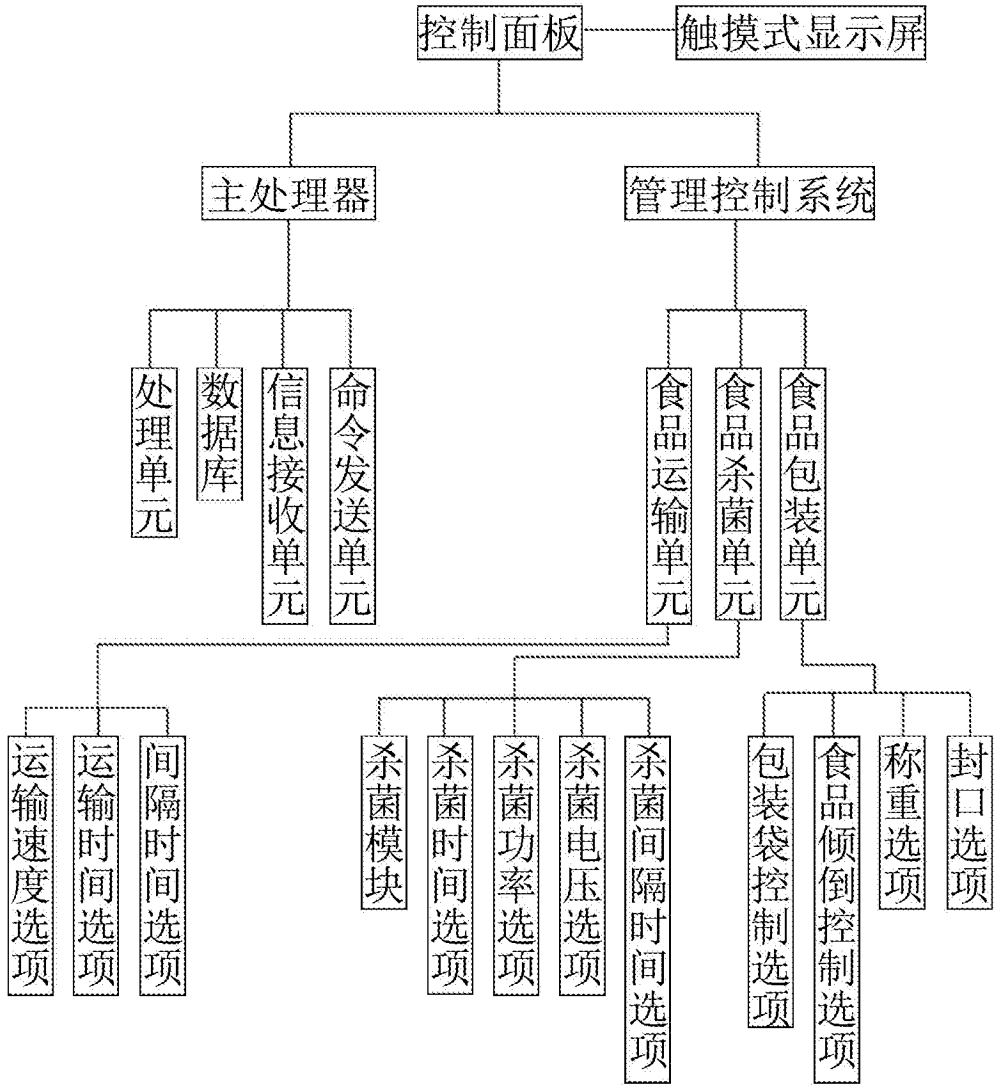 控制面板
触摸式显示屏
主处理器
管理控制系统
处理单元
数据库
信息接收单元
命令发送单元
食品运输单元
食品杀菌单元
食品包装单元
运输速度选项
运输时间选项
间隔时间选项
杀菌模块
杀菌时间选项
杀菌功率选项
杀菌电压选项
杀菌间隔时间选项
包装袋控制选项
食品倾倒控制选项
称重选项
封口选项